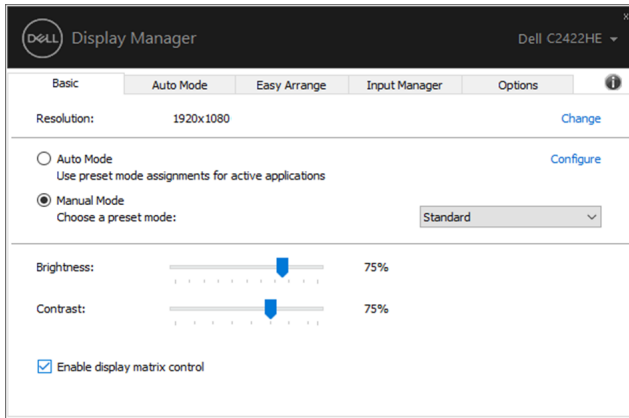 DELL Display Manager Dell C2422HE
Basic Auto Mode Easy Arrange Input Manager Options
Resolution: 1920x1080 Change
Auto Mode Configure
Use preset mode assignments for active applications
Manual Mode
Choose a preset mode: Standard
Brightness: 75%
Contrast: 75%
Enable display matrix control